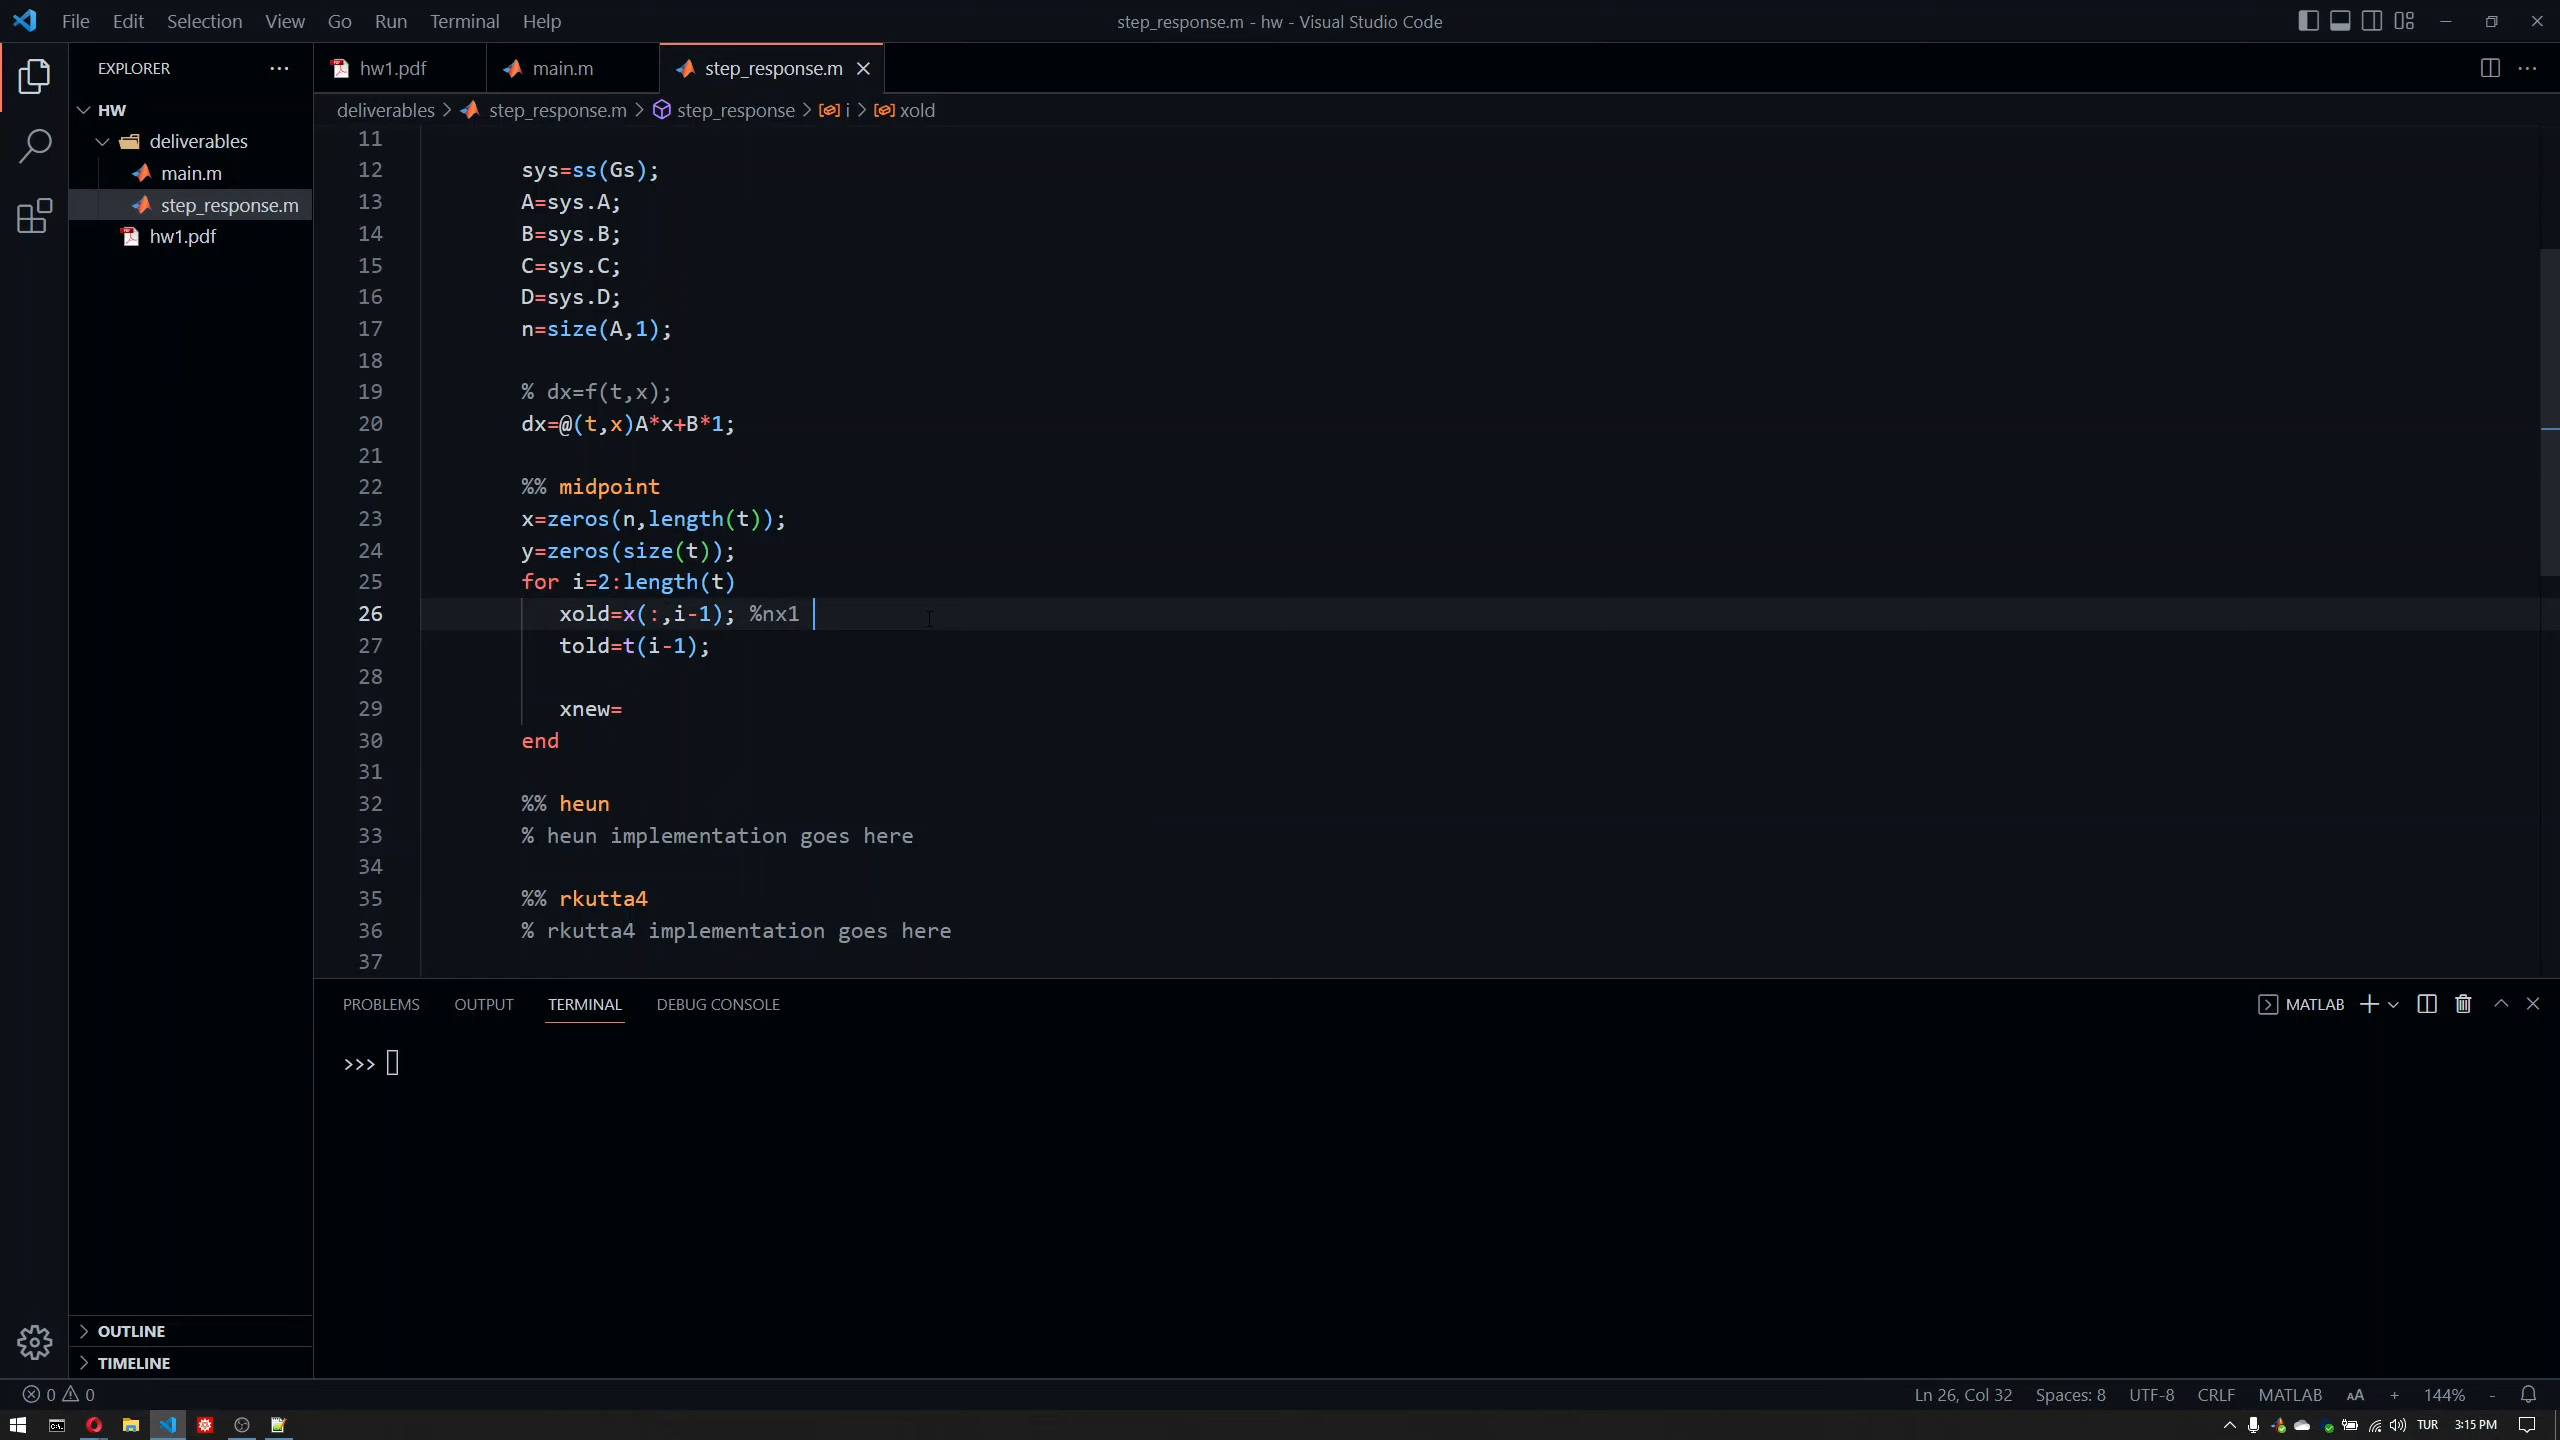 File Edit Selection View Go Run Terminal Help
step_response.m - hw - Visual Studio Code
EXPLORER
hw1.pdf
main.m
step_response.m
HW
deliverables
main.m
step_response.m
hw1.pdf
deliverables > step_response.m > step_response > i > xold
11
12 sys=ss(Gs);
13 A=sys.A;
14 B=sys.B;
15 C=sys.C;
16 D=sys.D;
17 n=size(A,1);
18
19 % dx=f(t,x);
20 dx=@(t,x)A*x+B*1;
21
22 %% midpoint
23 x=zeros(n,length(t));
24 y=zeros(size(t));
25 for i=2:length(t)
26 xold=x(:,i-1); %nx1
27 told=t(i-1);
28
29 xnew=
30 end
31
32 %% heun
33 % heun implementation goes here
34
35 %% rkutta4
36 % rkutta4 implementation goes here
37
PROBLEMS OUTPUT TERMINAL DEBUG CONSOLE
MATLAB
>>>
OUTLINE
TIMELINE
0 0
Ln 26, Col 32 Spaces: 8 UTF-8 CRLF MATLAB AA + 144% -
TUR 3:15 PM